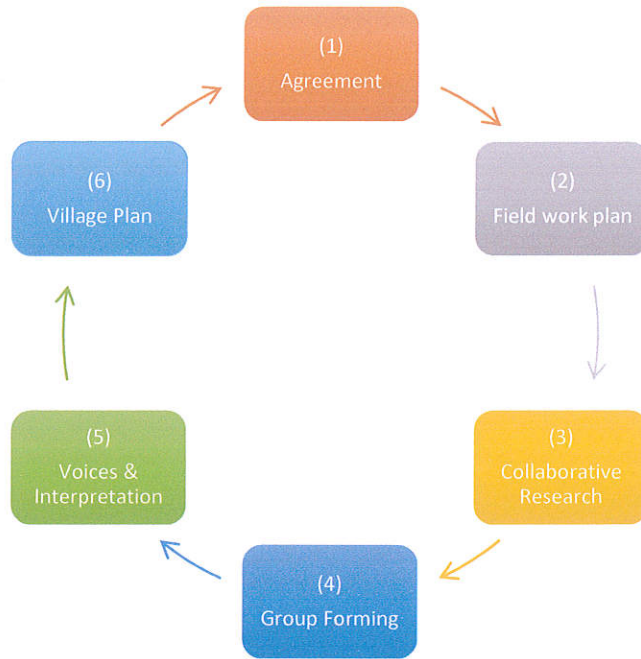 (1)
Agreement
(2)
Field work plan
(3)
Collaborative
Research
(4)
Group Forming
(5)
Voices &
Interpretation
(6)
Village Plan